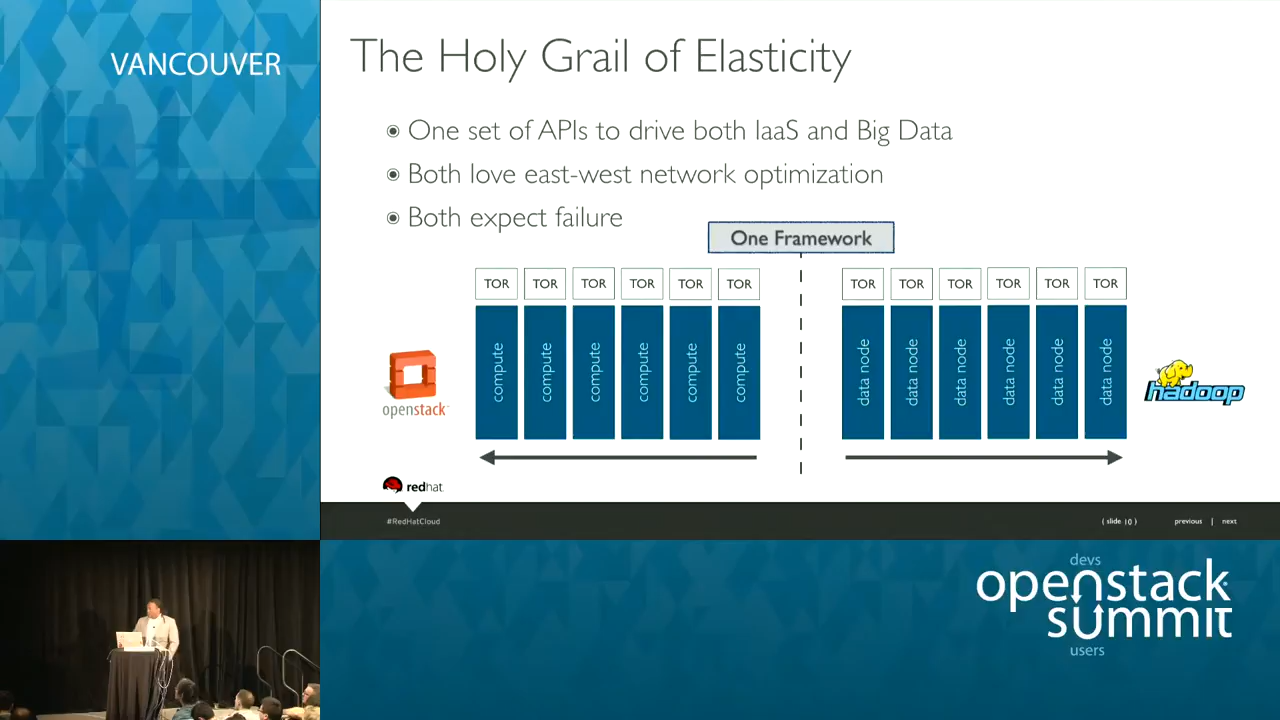 VANCOUVER
The Holy Grail of Elasticity
One set of APIs to drive both IaaS and Big Data
Both love east-west network optimization
Both expect failure
One Framework
TOR TOR TOR TOR TOR TOR TOR TOR TOR TOR TOR TOR
compute compute compute compute compute compute data node data node data node data node data node data node
openstack
hadoop
redhat.
#RedHatCloud
( slide 10 ) previous | next
devs
openstack
summit
users